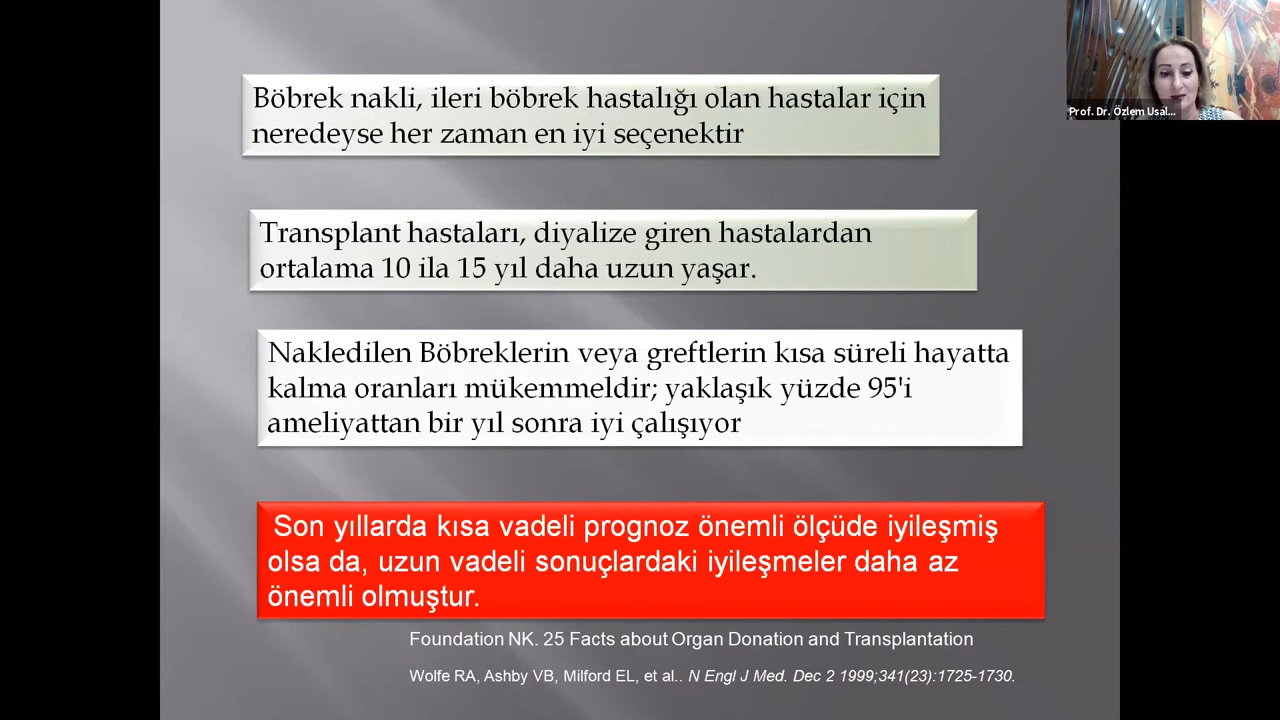 Prof. Dr. Özlem Usal...
Böbrek nakli, ileri böbrek hastalığı olan hastalar için
neredeyse her zaman en iyi seçenektir
Transplant hastaları, diyalize giren hastalardan
ortalama 10 ila 15 yıl daha uzun yaşar.
Nakledilen Böbreklerin veya greftlerin kısa süreli hayatta
kalma oranları mükemmeldir; yaklaşık yüzde 95'i
ameliyattan bir yıl sonra iyi çalışıyor
Son yıllarda kısa vadeli prognoz önemli ölçüde iyileşmiş
olsa da, uzun vadeli sonuçlardaki iyileşmeler daha az
önemli olmuştur.
Foundation NK. 25 Facts about Organ Donation and Transplantation
Wolfe RA, Ashby VB, Milford EL, et al.. N Engl J Med. Dec 2 1999;341(23):1725-1730.